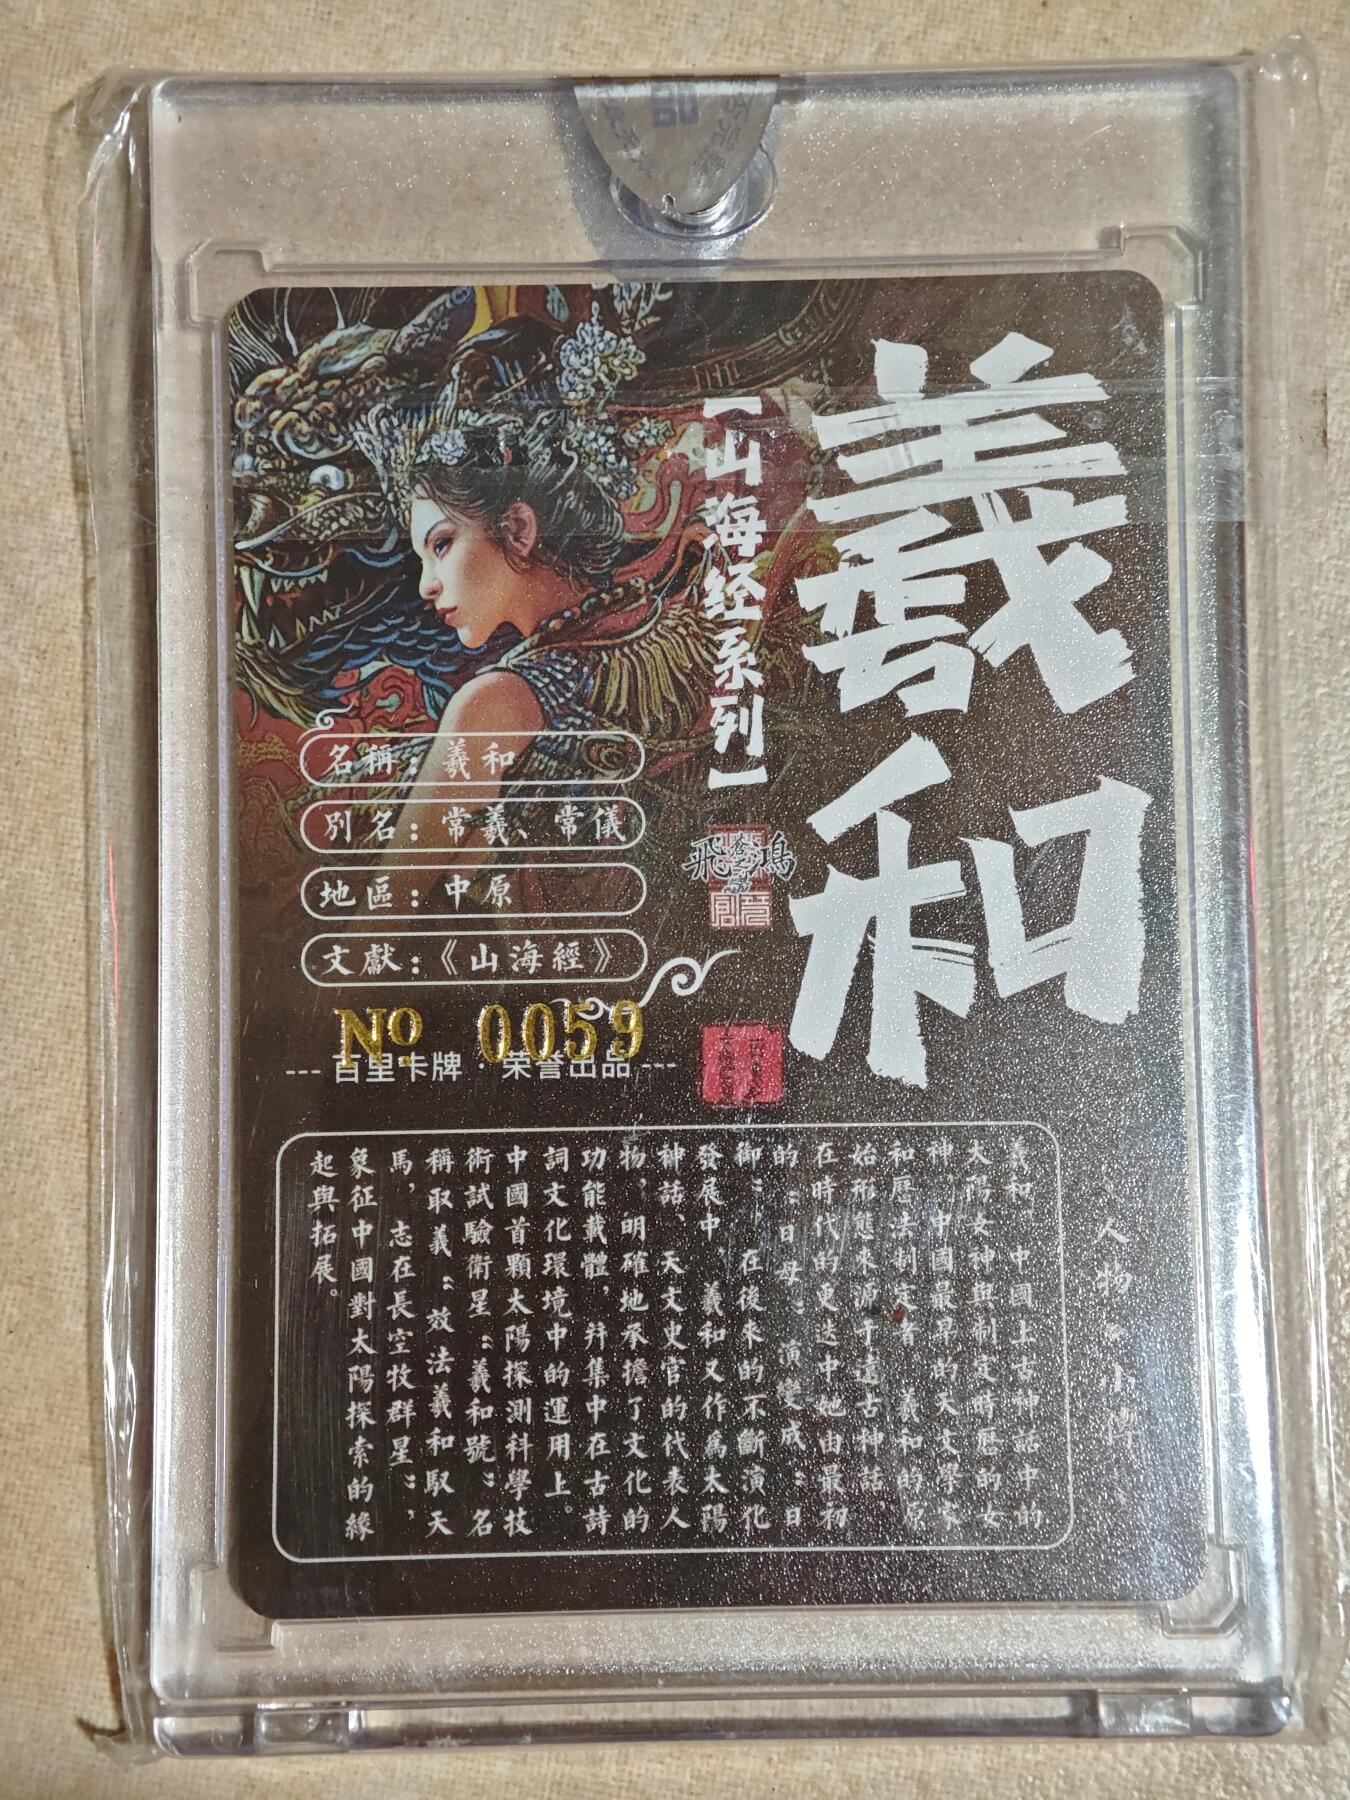 羲和
【山海经系列】
名稱：羲和
別名：常羲、常儀
地區：中原
文獻：《山海經》
飛鴻
№ 0059
--- 百里卡牌 · 荣誉出品 ---
人物小傳
羲和，中國上古神話中的
太陽女神與制定時曆的女
神，中國最早的天文學家
和曆法制定者，羲和的原
始形態來源于遠古神話
在時代的更迭中她由最初
的：日母：演變成：日
御：，在後來的不斷演化
發展中，羲和又作為太陽
神話、天文史官的代表人
物，明確地承擔了文化的
功能載體，幷集中在古詩
詞文化環境中的運用上。
中國首顆太陽探測科學技
術試驗衛星：羲和號：名
稱取義：效法羲和馭天
馬，志在長空牧群星：，
象征中國對太陽探索的緣
起與拓展。